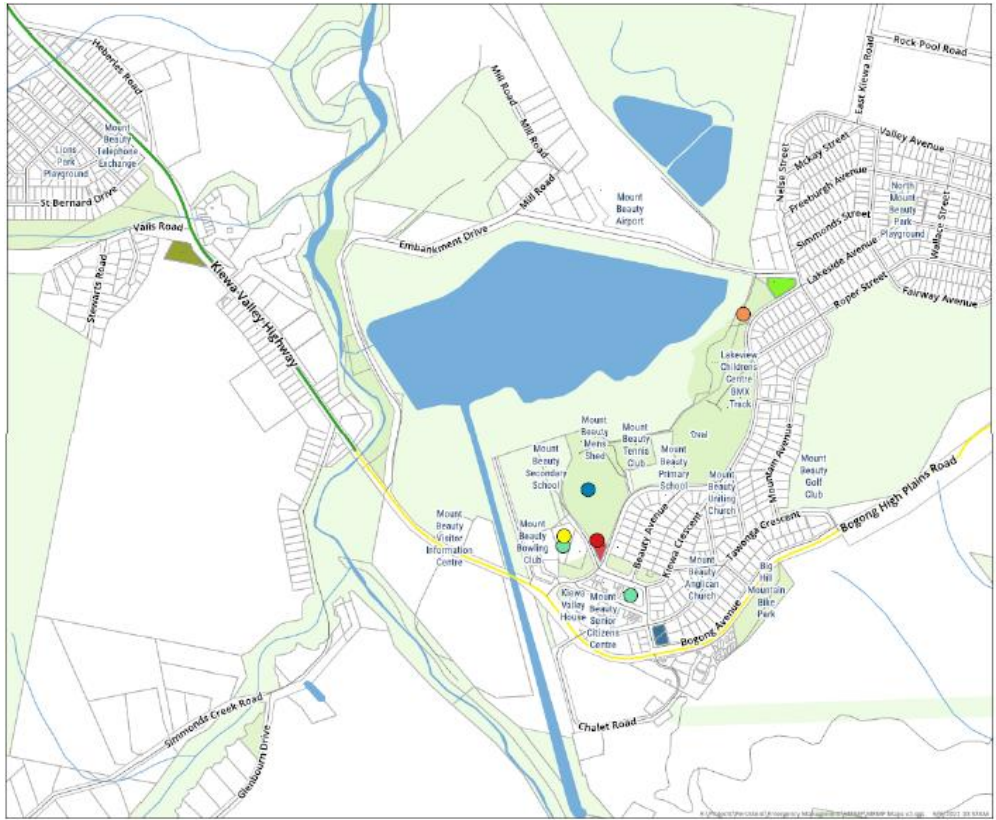 Heberles Road
Mount
Beauty
Telephone
Exchange
Lions
Park
Playground
St Bernard Drive
Stewarts Road
Kiewa Valley Highway
Mill Road
Mill Road
Mill Road
Embankment Drive
Mount
Beauty
Airport
Rock Pool Road
East Kiewa Road
Nelse Street
McKay Street
Valley Avenue
Freeburgh Avenue
North
Mount
Beauty
Park
Playground
Simmonds Street
Wallace Street
Lakeside Avenue
Roper Street
Fairway Avenue
Lakeview
Childrens
Centre
BMX
Track
Oval
Mount
Beauty
Mens
Shed
Mount
Beauty
Tennis
Club
Mount
Beauty
Primary
School
Mount
Beauty
Secondary
School
Mount
Beauty
Uniting
Church
Mountain Avenue
Mount
Beauty
Golf
Club
Bogong High Plains Road
Mount
Beauty
Visitor
Information
Centre
Mount
Beauty
Bowling
Club
Beauty Avenue
Kiewa Crescent
Tawonga Crescent
Mount
Beauty
Anglican
Church
Big
Hill
Mountain
Bike
Park
Kiewa
Valley
House
Mount
Beauty
Senior
Citizens
Centre
Bogong Avenue
Chalet Road
Simmonds Creek Road
Glenbourn Drive